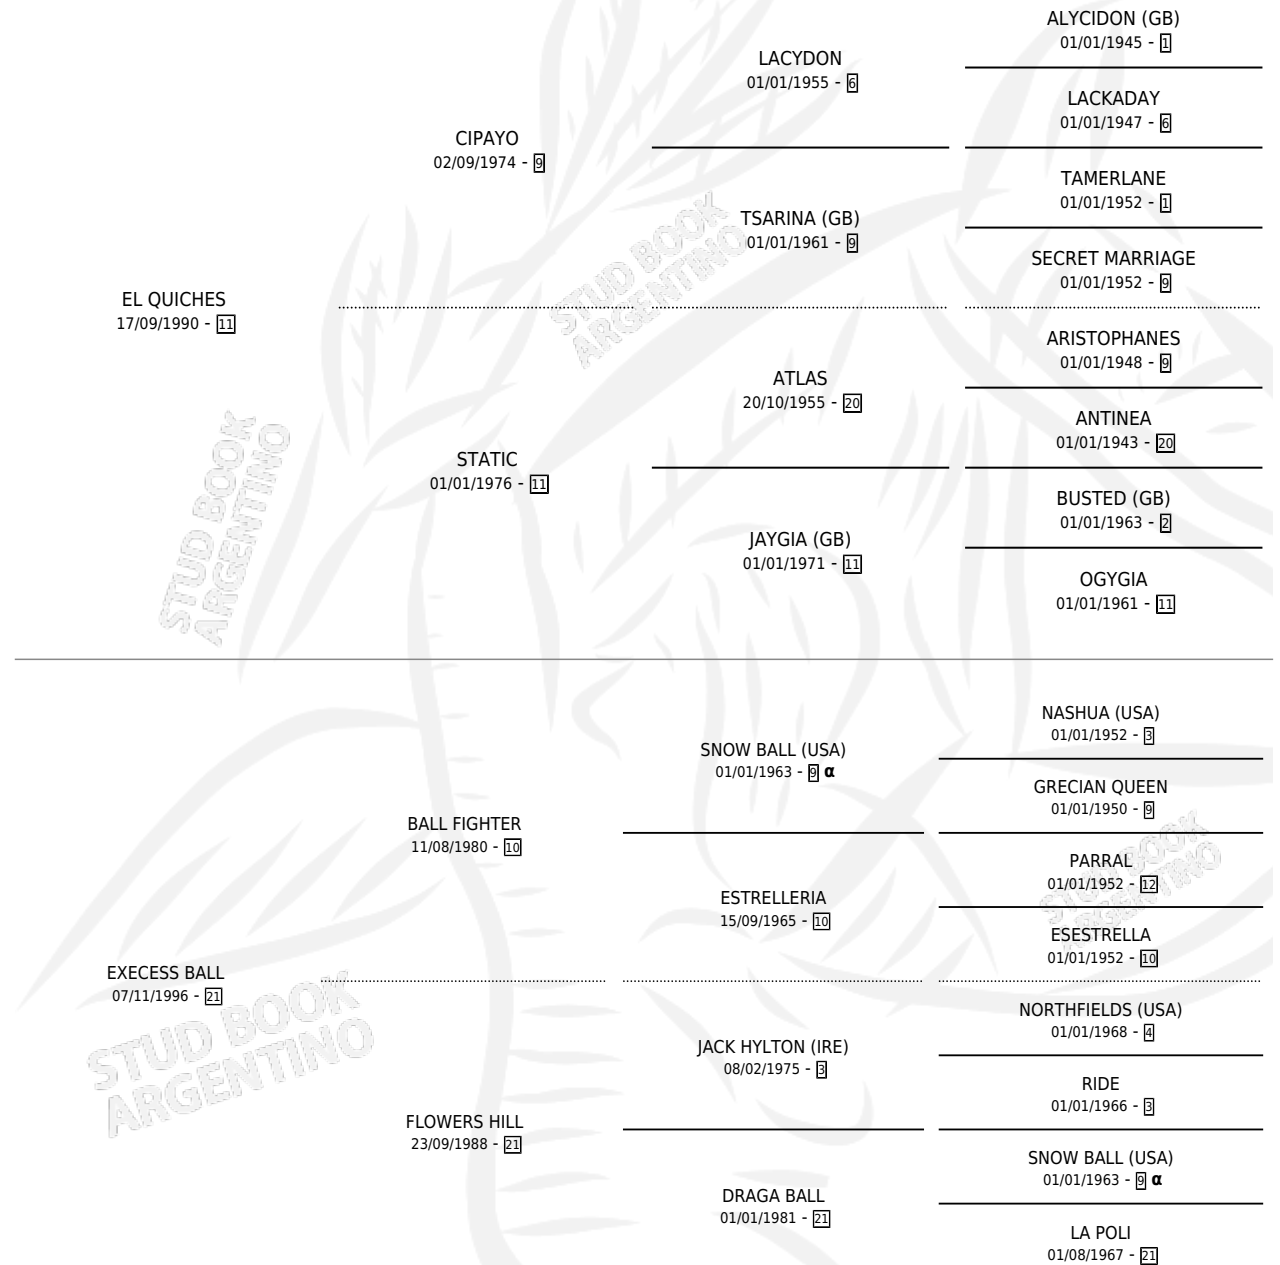 ALYCIDON (GB)
01/01/1945 - 1
LACYDON
01/01/1955 - 6
LACKADAY
01/01/1947 - 6
CIPAYO
02/09/1974 - 9
TAMERLANE
01/01/1952 - 1
TSARINA (GB)
01/01/1961 - 9
SECRET MARRIAGE
01/01/1952 - 9
EL QUICHES
17/09/1990 - 11
ARISTOPHANES
01/01/1948 - 9
ATLAS
20/10/1955 - 20
ANTINEA
01/01/1943 - 20
STATIC
01/01/1976 - 11
BUSTED (GB)
01/01/1963 - 2
JAYGIA (GB)
01/01/1971 - 11
OGYGIA
01/01/1961 - 11
NASHUA (USA)
01/01/1952 - 3
SNOW BALL (USA)
01/01/1963 - 9 α
GRECIAN QUEEN
01/01/1950 - 9
BALL FIGHTER
11/08/1980 - 10
PARRAL
01/01/1952 - 12
ESTRELLERIA
15/09/1965 - 10
ESESTRELLA
01/01/1952 - 10
EXECESS BALL
07/11/1996 - 21
NORTHFIELDS (USA)
01/01/1968 - 4
JACK HYLTON (IRE)
08/02/1975 - 3
RIDE
01/01/1966 - 3
FLOWERS HILL
23/09/1988 - 21
SNOW BALL (USA)
01/01/1963 - 9 α
DRAGA BALL
01/01/1981 - 21
LA POLI
01/08/1967 - 21
STUD BOOK
ARGENTINO
STUD BOOK
ARGENTINO
STUD BOOK
ARGENTINO
STUD BOOK
ARGENTINO